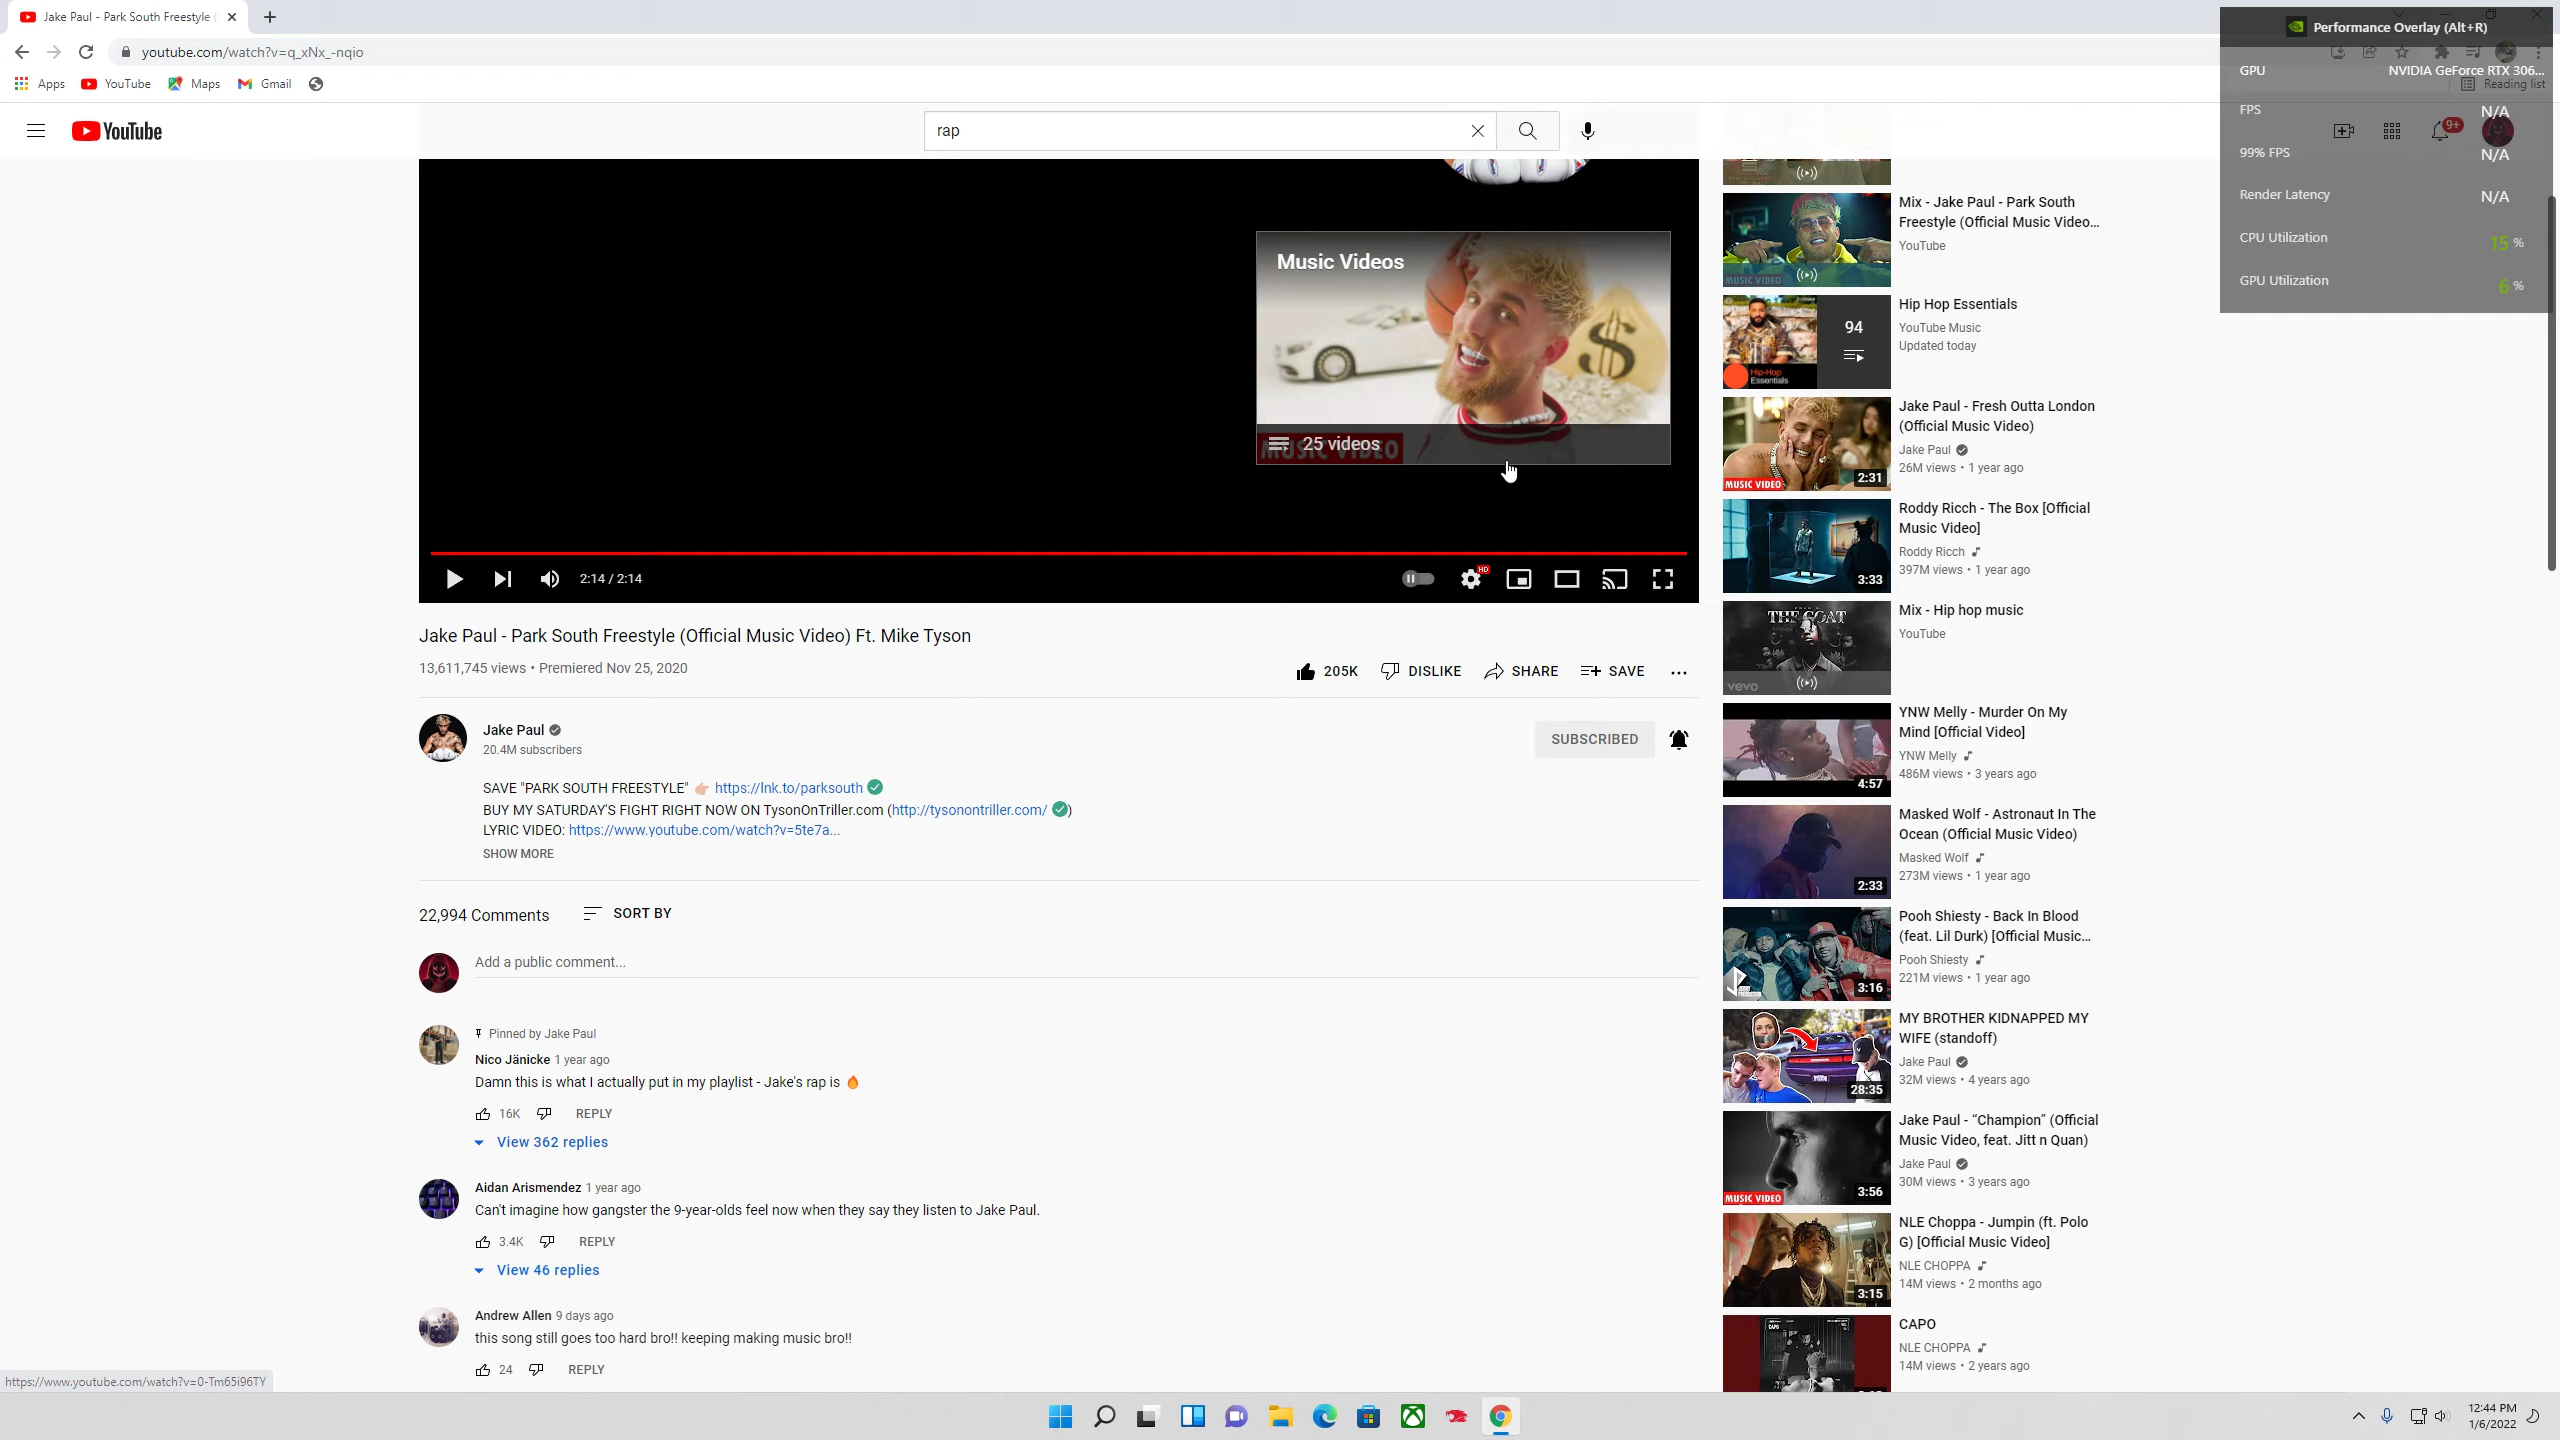 Jake Paul - Park South Freestyle (
youtube.com/watch?v=q_xNx_-nqio
Apps YouTube Maps Gmail
Reading list
Performance Overlay (Alt+R)
GPU NVIDIA GeForce RTX 306...
FPS N/A
99% FPS N/A
Render Latency N/A
CPU Utilization 15 %
GPU Utilization 6 %
YouTube
rap
9+
Music Videos
25 videos
MUSIC VIDEO
2:14 / 2:14
HD
Jake Paul - Park South Freestyle (Official Music Video) Ft. Mike Tyson
13,611,745 views • Premiered Nov 25, 2020
205K DISLIKE SHARE SAVE
Jake Paul
20.4M subscribers
SUBSCRIBED
SAVE "PARK SOUTH FREESTYLE" 👉🏻 https://lnk.to/parksouth
BUY MY SATURDAY'S FIGHT RIGHT NOW ON TysonOnTriller.com (http://tysonontriller.com/ )
LYRIC VIDEO: https://www.youtube.com/watch?v=5te7a...
SHOW MORE
22,994 Comments SORT BY
Add a public comment...
Pinned by Jake Paul
Nico Jänicke 1 year ago
Damn this is what I actually put in my playlist - Jake's rap is 🔥
16K REPLY
View 362 replies
Aidan Arismendez 1 year ago
Can't imagine how gangster the 9-year-olds feel now when they say they listen to Jake Paul.
3.4K REPLY
View 46 replies
Andrew Allen 9 days ago
this song still goes too hard bro!! keeping making music bro!!
24 REPLY
https://www.youtube.com/watch?v=0-Tm65i96TY
MUSIC VIDEO
Mix - Jake Paul - Park South
Freestyle (Official Music Video...
YouTube
94
Hip-Hop
Essentials
Hip Hop Essentials
YouTube Music
Updated today
MUSIC VIDEO
2:31
Jake Paul - Fresh Outta London
(Official Music Video)
Jake Paul
26M views • 1 year ago
3:33
Roddy Ricch - The Box [Official
Music Video]
Roddy Ricch
397M views • 1 year ago
THE GOAT
vevo
Mix - Hip hop music
YouTube
4:57
YNW Melly - Murder On My
Mind [Official Video]
YNW Melly
486M views • 3 years ago
2:33
Masked Wolf - Astronaut In The
Ocean (Official Music Video)
Masked Wolf
273M views • 1 year ago
3:16
Pooh Shiesty - Back In Blood
(feat. Lil Durk) [Official Music...
Pooh Shiesty
221M views • 1 year ago
28:35
MY BROTHER KIDNAPPED MY
WIFE (standoff)
Jake Paul
32M views • 4 years ago
MUSIC VIDEO
3:56
Jake Paul - “Champion” (Official
Music Video, feat. Jitt n Quan)
Jake Paul
30M views • 3 years ago
3:15
NLE Choppa - Jumpin (ft. Polo
G) [Official Music Video]
NLE CHOPPA
14M views • 2 months ago
CAPO
NLE CHOPPA
14M views • 2 years ago
12:44 PM
1/6/2022